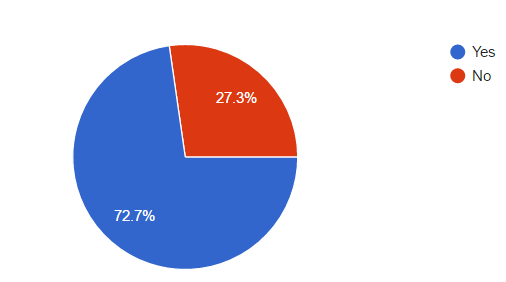 Yes
No
27.3%
72.7%